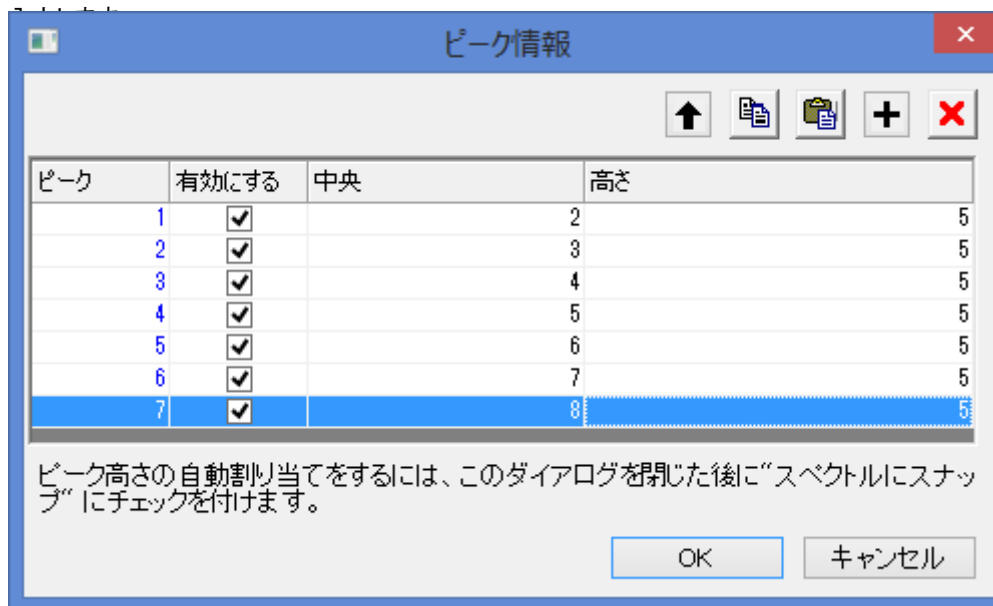 ピーク情報
ピーク 有効にする 中央 高さ
1 2 5
2 3 5
3 4 5
4 5 5
5 6 5
6 7 5
7 8 5
ピーク高さの自動割り当てをするには、このダイアログを閉じた後に“スペクトルにスナッ
プ“ にチェックを付けます。
OK キャンセル